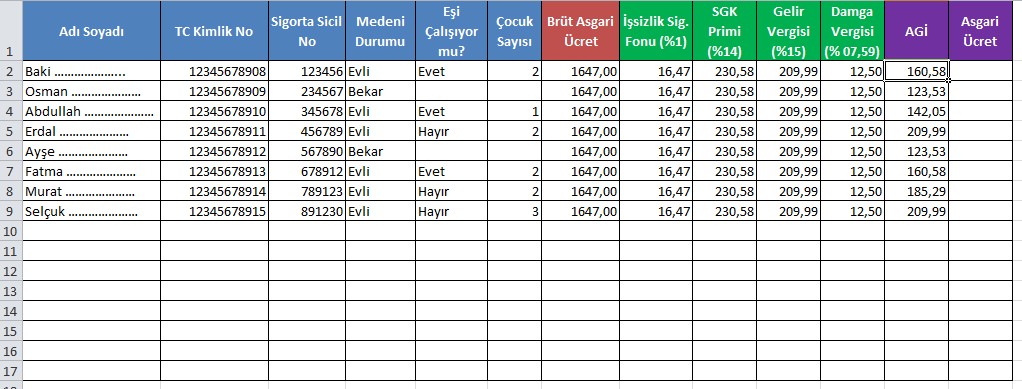 Adı Soyadı TC Kimlik No Sigorta Sicil No Medeni Durumu Eşi Çalışıyor mu? Çocuk Sayısı Brüt Asgari Ücret İşsizlik Sig. Fonu (%1) SGK Primi (%14) Gelir Vergisi (%15) Damga Vergisi (% 07,59) AGİ Asgari Ücret
1
2 Baki ………………….. 12345678908 123456 Evli Evet 2 1647,00 16,47 230,58 209,99 12,50 160,58
3 Osman ………………… 12345678909 234567 Bekar 1647,00 16,47 230,58 209,99 12,50 123,53
4 Abdullah ………………… 12345678910 345678 Evli Evet 1 1647,00 16,47 230,58 209,99 12,50 142,05
5 Erdal ………………… 12345678911 456789 Evli Hayır 2 1647,00 16,47 230,58 209,99 12,50 209,99
6 Ayşe ………………… 12345678912 567890 Bekar 1647,00 16,47 230,58 209,99 12,50 123,53
7 Fatma ………………… 12345678913 678912 Evli Evet 2 1647,00 16,47 230,58 209,99 12,50 160,58
8 Murat ………………… 12345678914 789123 Evli Hayır 2 1647,00 16,47 230,58 209,99 12,50 185,29
9 Selçuk ………………… 12345678915 891230 Evli Hayır 3 1647,00 16,47 230,58 209,99 12,50 209,99
10
11
12
13
14
15
16
17